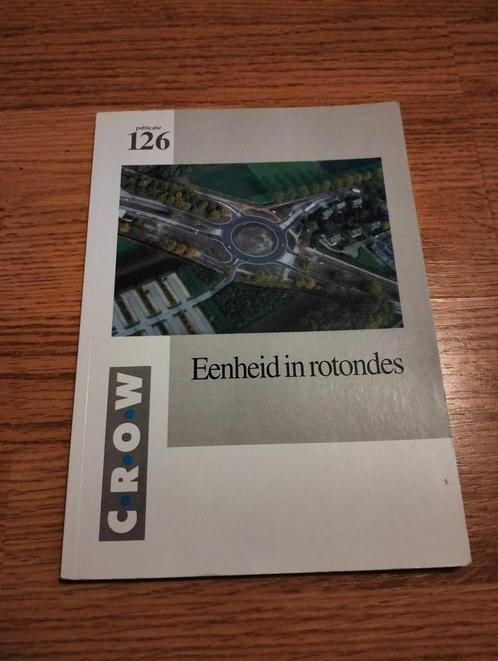 publicatie
126
Eenheid in rotondes
C·R·O·W